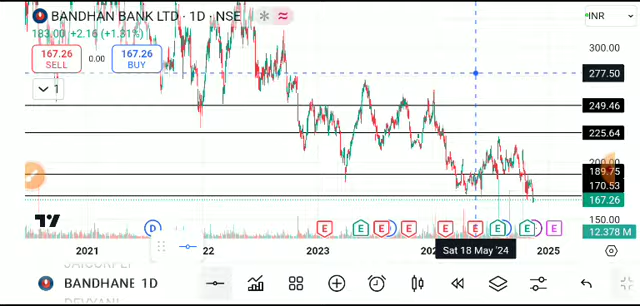 BANDHAN BANK LTD · 1D · NSE
INR
183.00 +2.16 (+1.31%)
167.26
SELL
0.00
167.26
BUY
1
300.00
277.50
249.46
225.64
200.00
189.75
170.53
167.26
150.00
12.378 M
D
E
E
E
E
E
E
E
E
E
2021
22
2023
Sat 18 May '24
2025
BANDHANBNK 1D